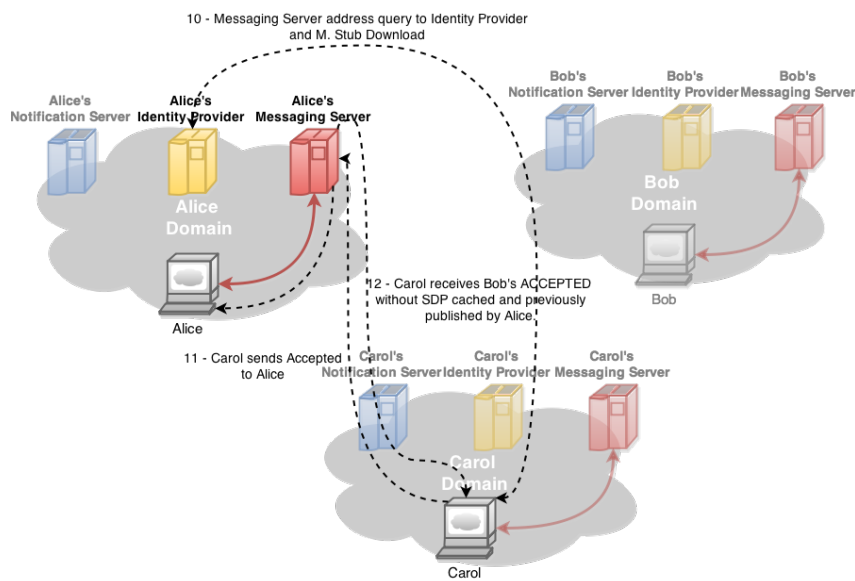 10 - Messaging Server address query to Identity Provider
and M. Stub Download
Alice's
Notification Server
Alice's
Identity Provider
Alice's
Messaging Server
Bob's
Notification Server
Bob's
Identity Provider
Bob's
Messaging Server
Alice
Domain
Alice
Bob
Domain
Bob
12 - Carol receives Bob's ACCEPTED
without SDP cached and previously
published by Alice.
11 - Carol sends Accepted
to Alice
Carol's
Notification Server
Carol's
Identity Provider
Carol's
Messaging Server
Carol
Domain
Carol